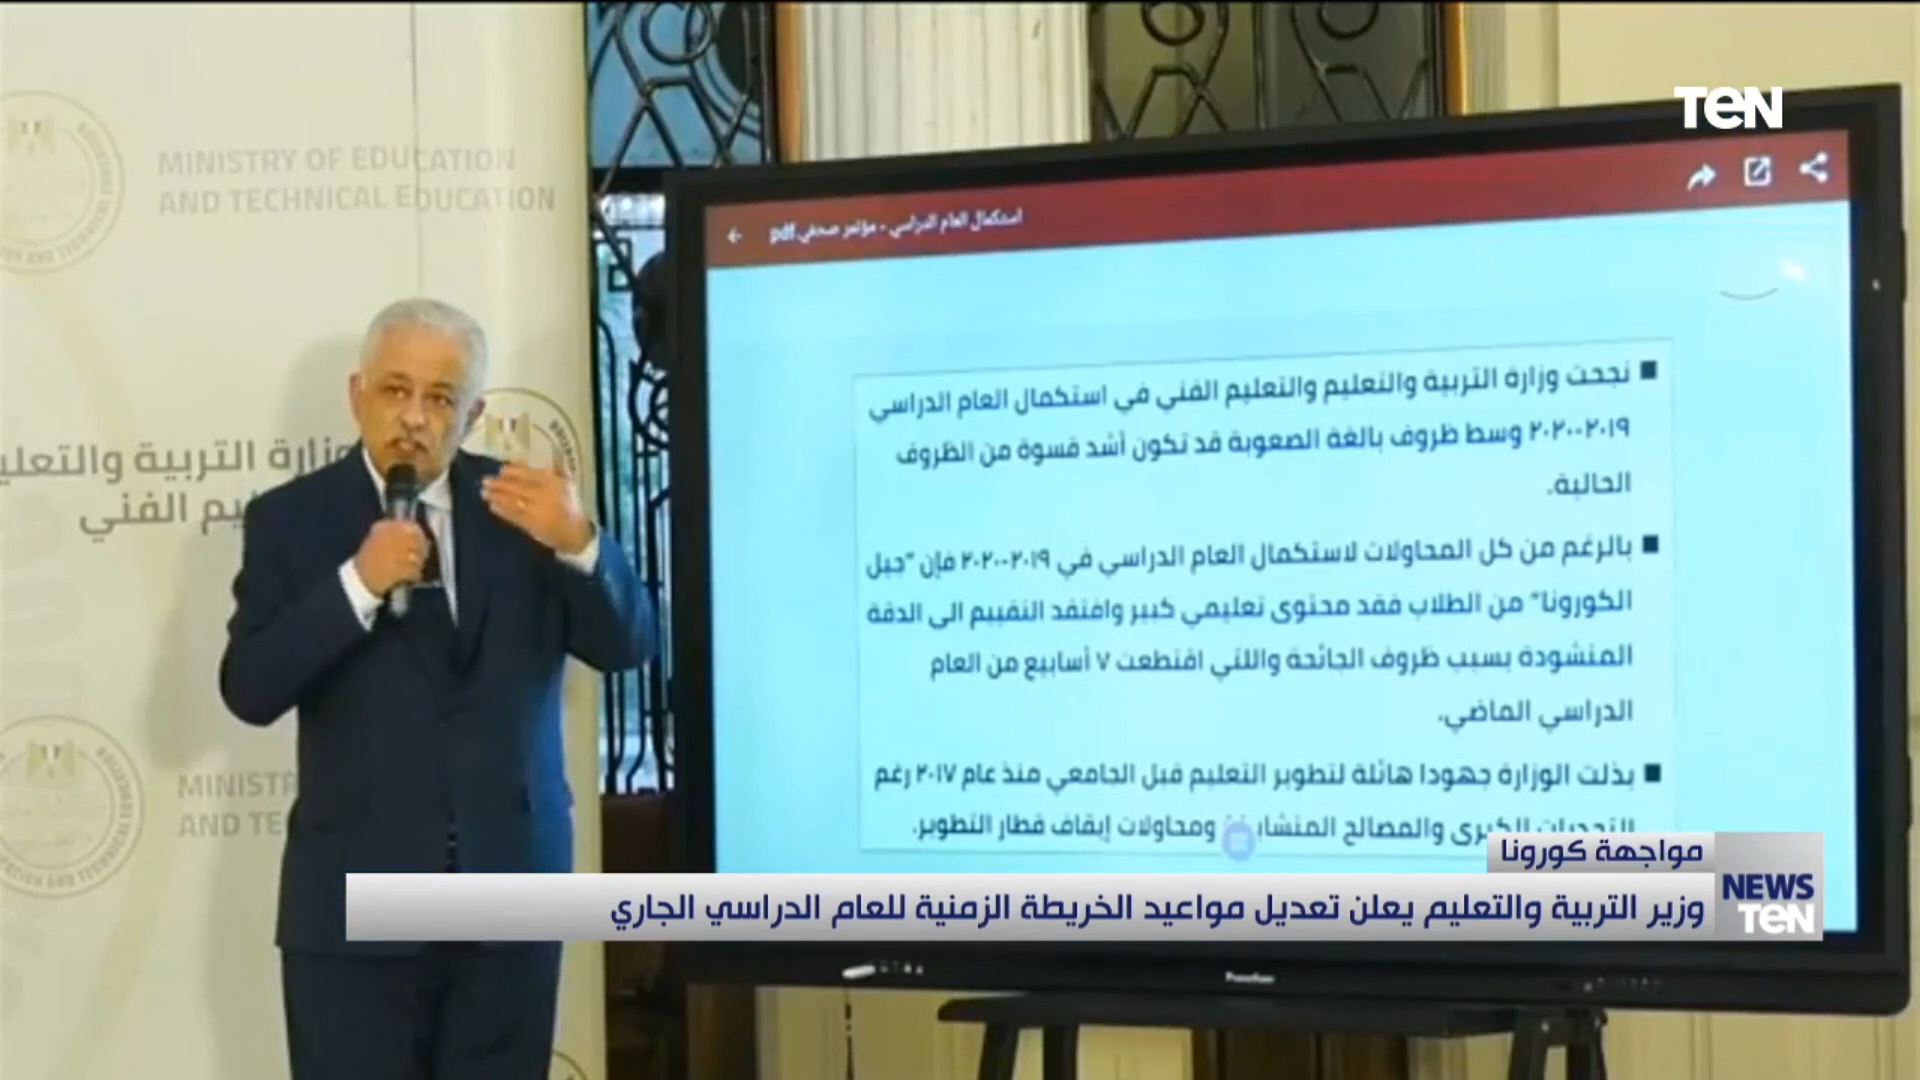 TEN
MINISTRY OF EDUCATION
AND TECHNICAL EDUCATION
وزارة التربية والتعليم
الفني
MINISTR
AND TE
استكمال العام الدراسي - مؤتمر صحفي.pdf
■ نجحت وزارة التربية والتعليم والتعليم الفني في استكمال العام الدراسي
٢٠١٩-٢٠٢٠ وسط ظروف بالغة الصعوبة قد تكون أشد قسوة من الظروف
الحالية.
■ بالرغم من كل المحاولات لاستكمال العام الدراسي في ٢٠١٩-٢٠٢٠ فإن "جيل
الكورونا" من الطلاب فقد محتوى تعليمي كبير وافتقد التقييم الى الدقة
المنشودة بسبب ظروف الجائحة واللتي اقتطعت ٧ أسابيع من العام
الدراسي الماضي.
■ بذلت الوزارة جهودا هائلة لتطوير التعليم قبل الجامعي منذ عام ٢٠١٧ رغم
التحديات الكبرى والمصالح ومحاولات إيقاف قطار التطوير.
مواجهة كورونا
وزير التربية والتعليم يعلن تعديل مواعيد الخريطة الزمنية للعام الدراسي الجاري
NEWS
TEN